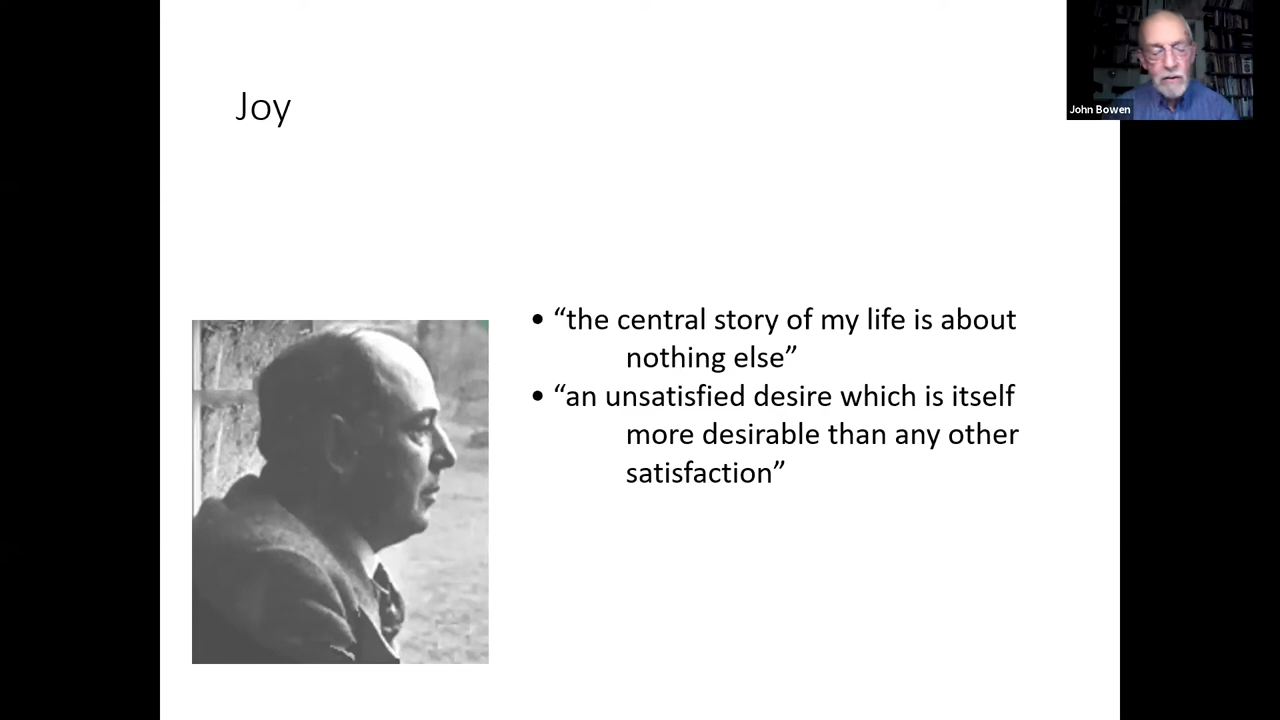 Joy
John Bowen
• “the central story of my life is about
nothing else”
• “an unsatisfied desire which is itself
more desirable than any other
satisfaction”